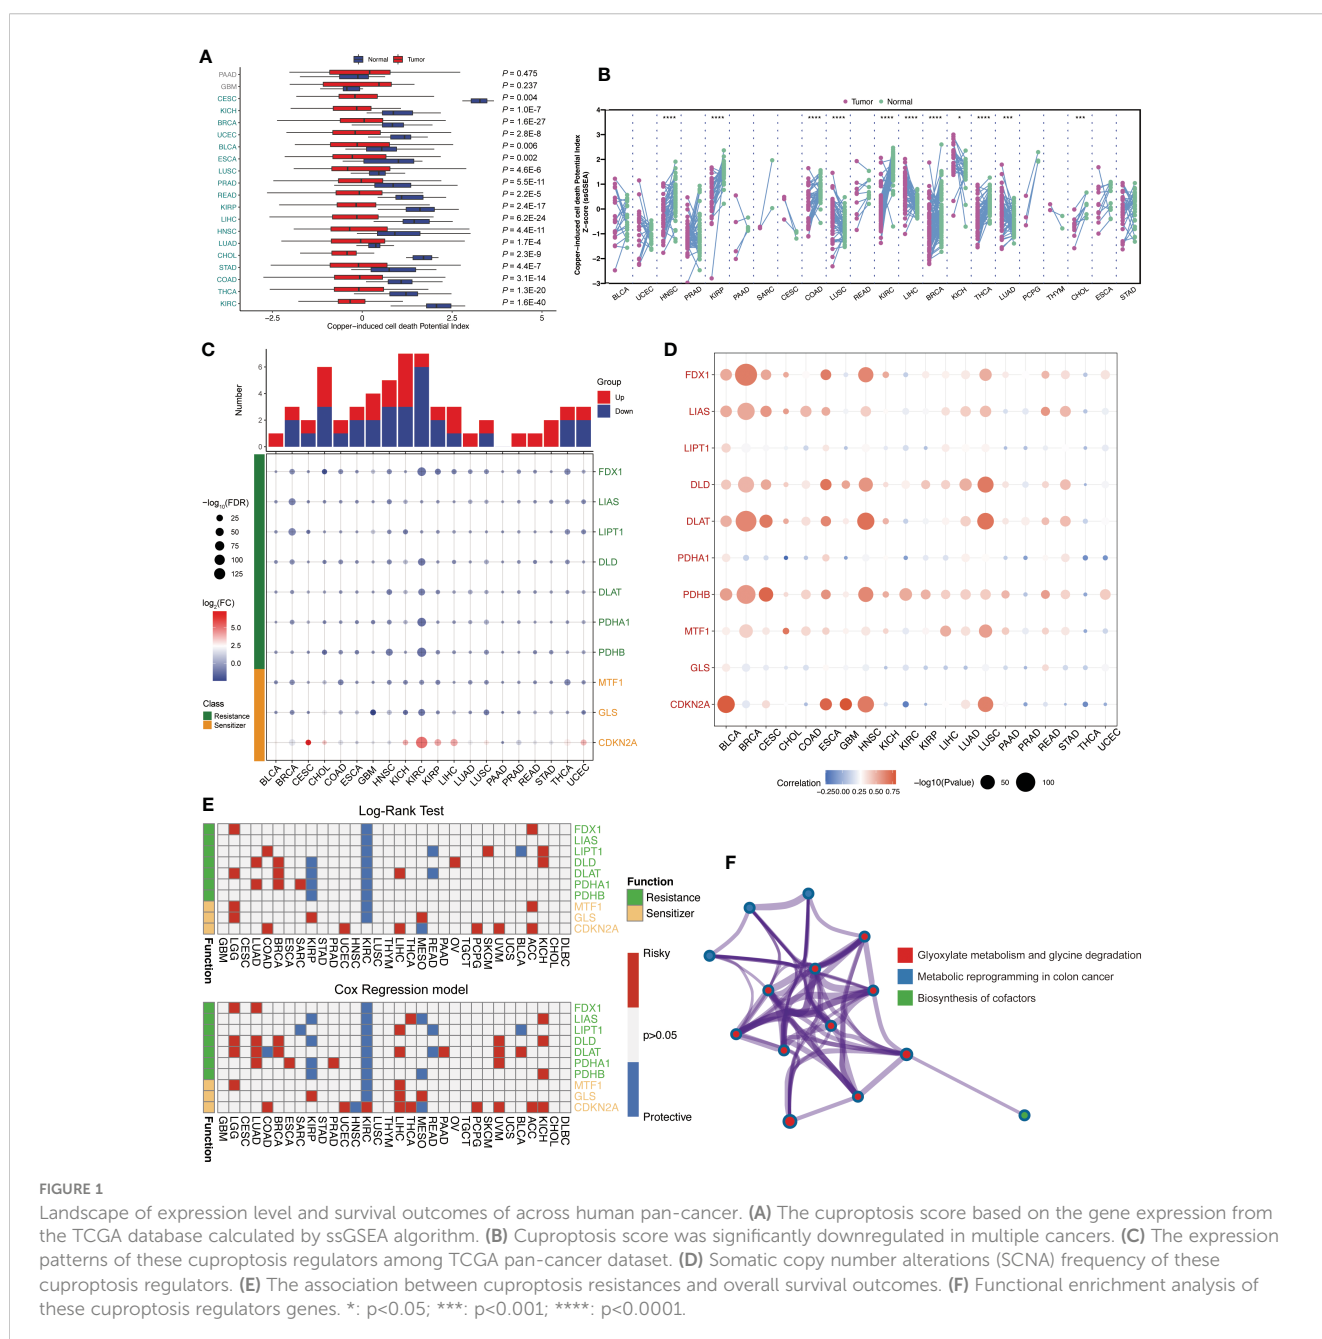 A
Normal Tumor
PAAD P = 0.475
GBM P = 0.237
CESC P = 0.004
KICH P = 1.0E-7
BRCA P = 1.6E-27
UCEC P = 2.8E-8
BLCA P = 0.006
ESCA P = 0.002
LUSC P = 4.6E-6
PRAD P = 5.5E-11
READ P = 2.2E-5
KIRP P = 2.4E-17
LIHC P = 6.2E-24
HNSC P = 4.4E-11
LUAD P = 1.7E-4
CHOL P = 2.3E-9
STAD P = 4.4E-7
COAD P = 3.1E-14
THCA P = 1.3E-20
KIRC P = 1.6E-40
−2.5 0.0 2.5 5
Copper−induced cell death Potential Index
B
Tumor Normal
Copper−induced cell death Potential Index
Z−score (ssGSEA)
4
3
2
1
0
−1
−2
−3
**** **** **** **** **** **** **** * **** *** ***
BLCA UCEC HNSC PRAD KIRP PAAD SARC CESC COAD LUSC READ KIRC LIHC BRCA KICH THCA LUAD PCPG THYM CHOL ESCA STAD
C
Number
6
4
2
0
Group
Up
Down
−log10(FDR)
25
50
75
100
125
log2(FC)
5.0
2.5
0.0
Class
Resistance
Sensitizer
FDX1
LIAS
LIPT1
DLD
DLAT
PDHA1
PDHB
MTF1
GLS
CDKN2A
BLCA BRCA CESC CHOL COAD ESCA GBM HNSC KICH KIRC KIRP LIHC LUAD LUSC PAAD PRAD READ STAD THCA UCEC
D
FDX1
LIAS
LIPT1
DLD
DLAT
PDHA1
PDHB
MTF1
GLS
CDKN2A
BLCA BRCA CESC CHOL COAD ESCA GBM HNSC KICH KIRC KIRP LIHC LUAD LUSC PAAD PRAD READ STAD THCA UCEC
Correlation −0.25 0.00 0.25 0.50 0.75 −log10(Pvalue) 50 100
E
Log-Rank Test
FDX1
LIAS
LIPT1
DLD
DLAT
PDHA1
PDHB
MTF1
GLS
CDKN2A
Function GBM LGG CESC LUAD COAD BRCA ESCA SARC KIRP STAD PRAD UCEC HNSC KIRC LUSC THYM LIHC THCA MESO READ PAAD OV TGCT PCPG SKCM UVM UCS BLCA ACC KICH CHOL DLBC
Cox Regression model
FDX1
LIAS
LIPT1
DLD
DLAT
PDHA1
PDHB
MTF1
GLS
CDKN2A
Function GBM LGG CESC LUAD COAD BRCA ESCA SARC KIRP STAD PRAD UCEC HNSC KIRC LUSC THYM LIHC THCA MESO READ PAAD OV TGCT PCPG SKCM UVM UCS BLCA ACC KICH CHOL DLBC
Function
Resistance
Sensitizer
Risky
p>0.05
Protective
F
Glyoxylate metabolism and glycine degradation
Metabolic reprogramming in colon cancer
Biosynthesis of cofactors
FIGURE 1
Landscape of expression level and survival outcomes of across human pan-cancer. (A) The cuproptosis score based on the gene expression from
the TCGA database calculated by ssGSEA algorithm. (B) Cuproptosis score was significantly downregulated in multiple cancers. (C) The expression
patterns of these cuproptosis regulators among TCGA pan-cancer dataset. (D) Somatic copy number alterations (SCNA) frequency of these
cuproptosis regulators. (E) The association between cuproptosis resistances and overall survival outcomes. (F) Functional enrichment analysis of
these cuproptosis regulators genes. *: p<0.05; ***: p<0.001; ****: p<0.0001.